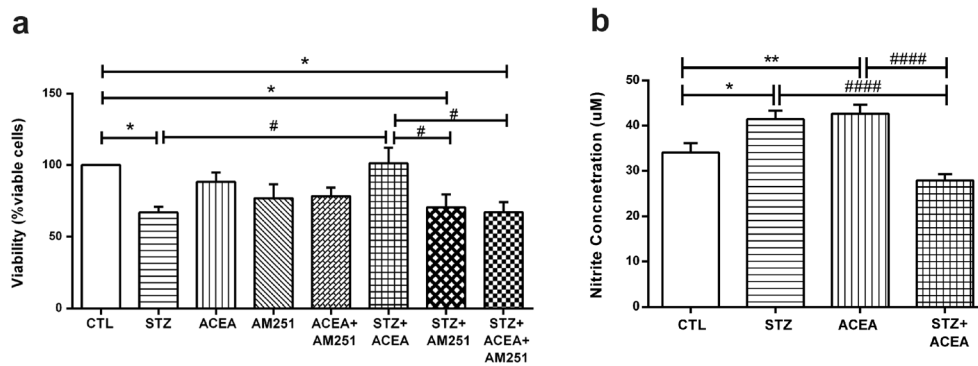 a
*
*
#
*
#
#
150
100
50
0
Viability (%viable cells)
CTL
STZ
ACEA
AM251
ACEA+
AM251
STZ+
ACEA
STZ+
AM251
STZ+
ACEA+
AM251
b
**
####
*
####
50
40
30
20
10
0
Nitrite Concnetration (uM)
CTL
STZ
ACEA
STZ+
ACEA